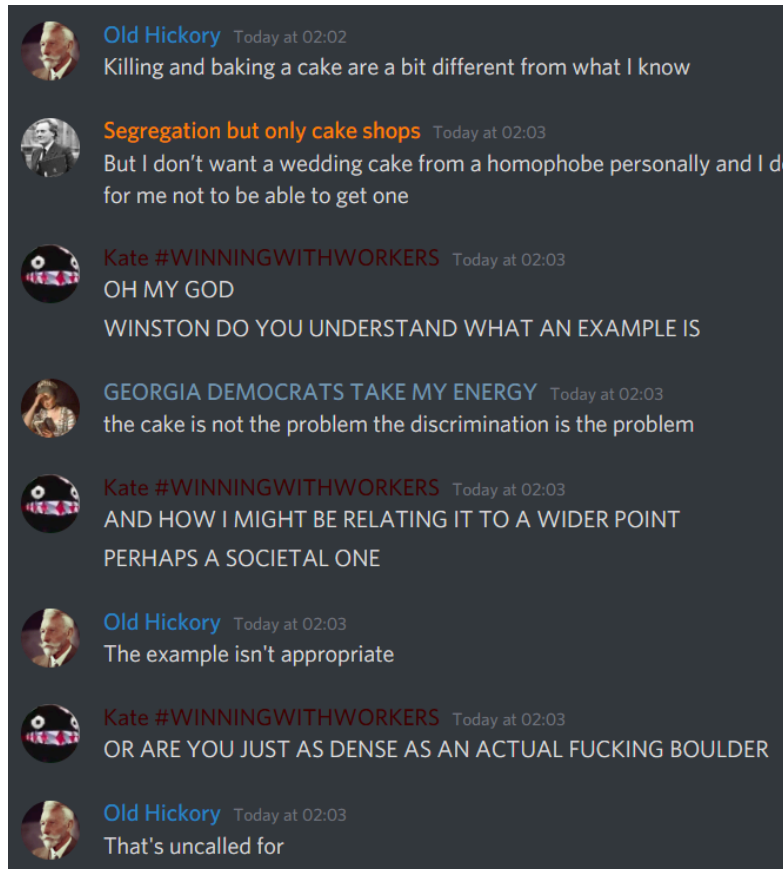 Old Hickory Today at 02:02
Killing and baking a cake are a bit different from what I know
Segregation but only cake shops Today at 02:03
But I don’t want a wedding cake from a homophobe personally and I
for me not to be able to get one
Kate #WINNINGWITHWORKERS Today at 02:03
OH MY GOD
WINSTON DO YOU UNDERSTAND WHAT AN EXAMPLE IS
GEORGIA DEMOCRATS TAKE MY ENERGY Today at 02:03
the cake is not the problem the discrimination is the problem
Kate #WINNINGWITHWORKERS Today at 02:03
AND HOW I MIGHT BE RELATING IT TO A WIDER POINT
PERHAPS A SOCIETAL ONE
Old Hickory Today at 02:03
The example isn't appropriate
Kate #WINNINGWITHWORKERS Today at 02:03
OR ARE YOU JUST AS DENSE AS AN ACTUAL FUCKING BOULDER
Old Hickory Today at 02:03
That's uncalled for